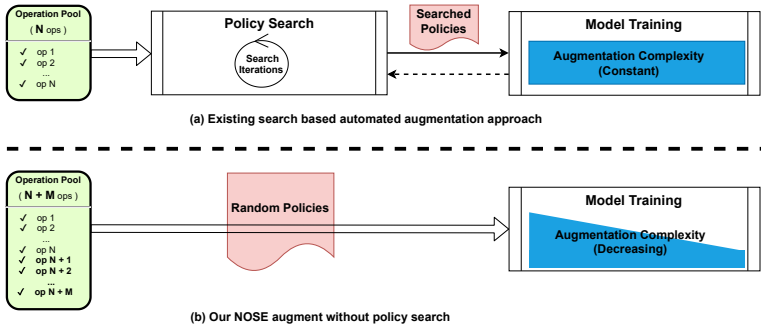 Operation Pool
( N ops )
✓ op 1
✓ op 2
...
✓ op N
Policy Search
Search
Iterations
Searched
Policies
Model Training
Augmentation Complexity
(Constant)
(a) Existing search based automated augmentation approach
Operation Pool
( N + M ops )
✓ op 1
✓ op 2
...
✓ op N
✓ op N + 1
✓ op N + 2
...
✓ op N + M
Random Policies
Model Training
Augmentation Complexity
(Decreasing)
(b) Our NOSE augment without policy search